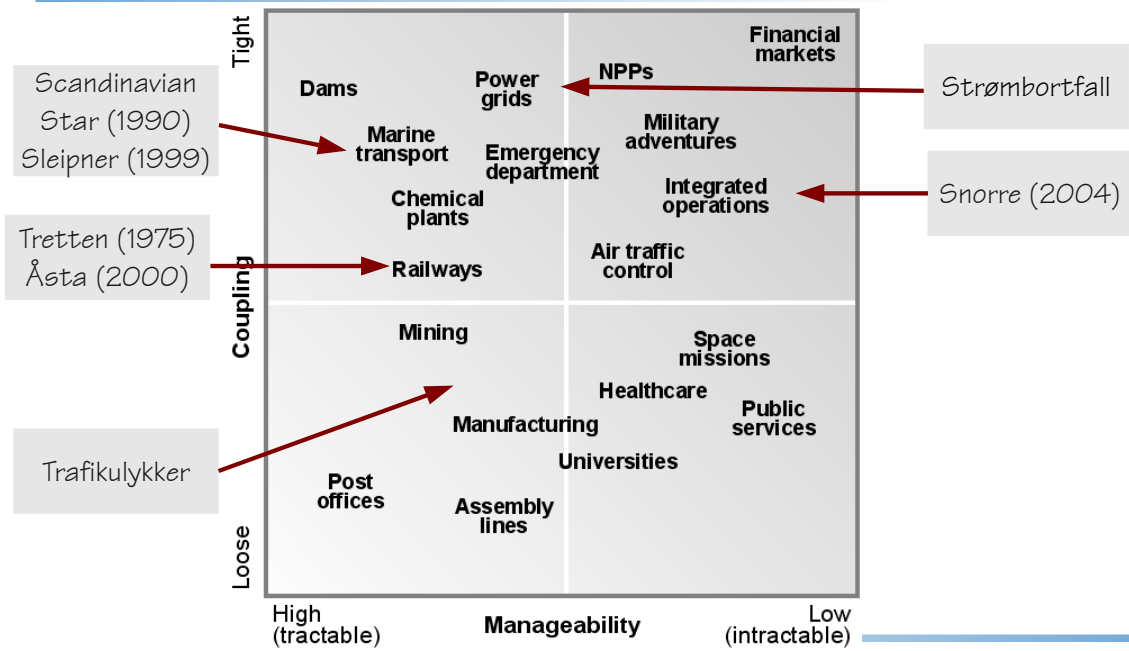 Tight
Financial
markets
NPPs
Dams
Power
grids
Strømbortfall
Scandinavian
Star (1990)
Sleipner (1999)
Marine
transport
Emergency
department
Military
adventures
Chemical
plants
Integrated
operations
Snorre (2004)
Tretten (1975)
Åsta (2000)
Railways
Air traffic
control
Coupling
Mining
Space
missions
Healthcare
Public
services
Manufacturing
Universities
Trafikulykker
Post
offices
Assembly
lines
Loose
High
(tractable)
Manageability
Low
(intractable)